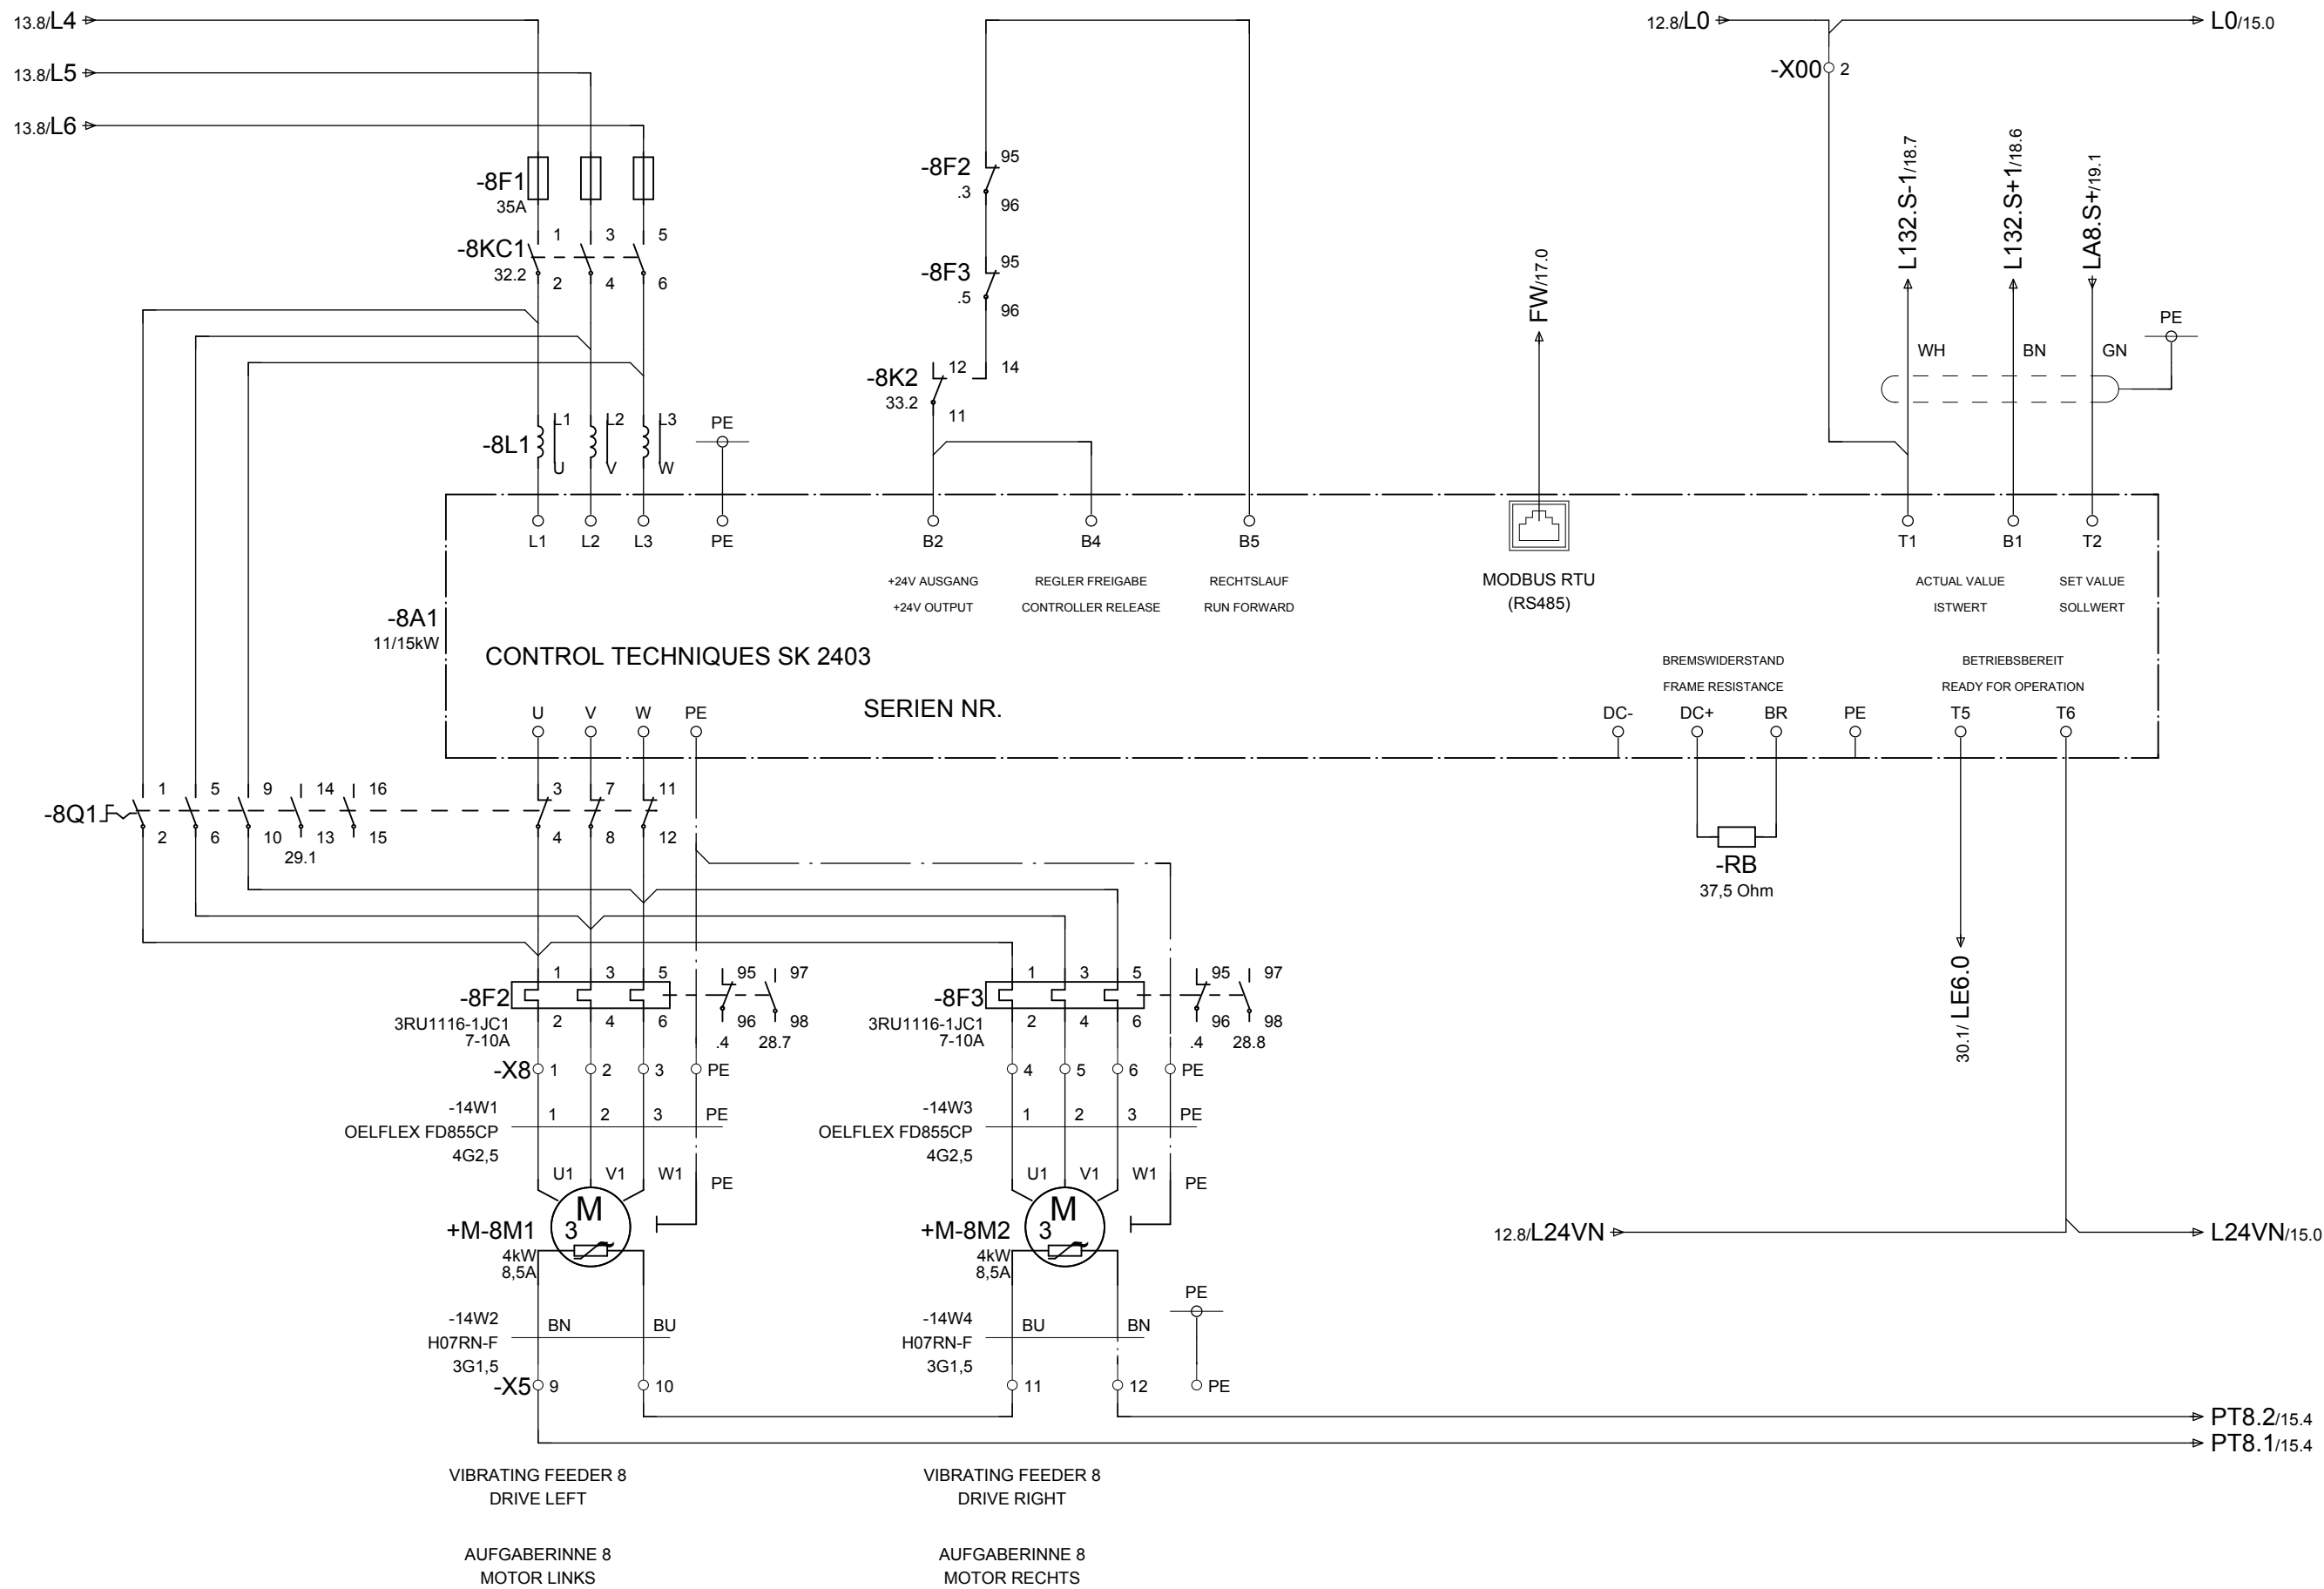 13.8/L4
13.8/L5
13.8/L6
12.8/L0
L0/15.0
-X00 2
-8F1
35A
-8KC1
32.2
1 3 5
2 4 6
-8F2
.3
95
96
-8F3
.5
95
96
-8K2
33.2
12 14
11
FW/17.0
L132.S-1/18.7
L132.S+1/18.6
LA8.S+/19.1
WH BN GN
PE
-8L1
L1 L2 L3
U V W
PE
L1 L2 L3 PE
B2 B4 B5
T1 B1 T2
+24V AUSGANG
+24V OUTPUT
REGLER FREIGABE
CONTROLLER RELEASE
RECHTSLAUF
RUN FORWARD
MODBUS RTU
(RS485)
ACTUAL VALUE
ISTWERT
SET VALUE
SOLLWERT
-8A1
11/15kW
CONTROL TECHNIQUES SK 2403
SERIEN NR.
BREMSWIDERSTAND
FRAME RESISTANCE
BETRIEBSBEREIT
READY FOR OPERATION
U V W PE
DC- DC+ BR PE T5 T6
-8Q1
1 5 9 14 16 3 7 11
2 6 10 13 15 4 8 12
29.1
-RB
37,5 Ohm
30.1/ LE6.0
-8F2
3RU1116-1JC1
7-10A
1 3 5 95 97
2 4 6 96 98
.4 28.7
-8F3
3RU1116-1JC1
7-10A
1 3 5 95 97
2 4 6 96 98
.4 28.8
-X8 1 2 3 PE 4 5 6 PE
-14W1
OELFLEX FD855CP
4G2,5
1 2 3 PE
-14W3
OELFLEX FD855CP
4G2,5
1 2 3 PE
U1 V1 W1 PE
U1 V1 W1 PE
+M-8M1
4kW
8,5A
M
3
+M-8M2
4kW
8,5A
M
3
12.8/L24VN
L24VN/15.0
PE
-14W2
H07RN-F
3G1,5
BN BU
-14W4
H07RN-F
3G1,5
BU BN
-X5 9 10 11 12 PE
PT8.2/15.4
PT8.1/15.4
VIBRATING FEEDER 8
DRIVE LEFT
VIBRATING FEEDER 8
DRIVE RIGHT
AUFGABERINNE 8
MOTOR LINKS
AUFGABERINNE 8
MOTOR RECHTS